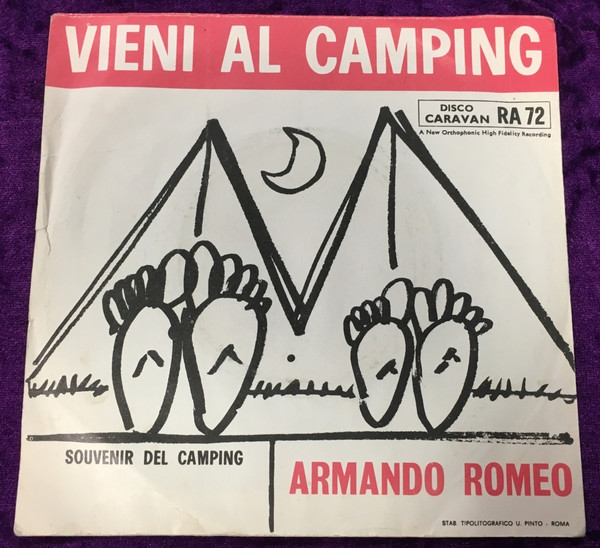 VIENI AL CAMPING
DISCO
CARAVAN RA 72
A New Orthophonic High Fidelity Recording
SOUVENIR DEL CAMPING
ARMANDO ROMEO
STAB. TIPOLITOGRAFICO U. PINTO - ROMA